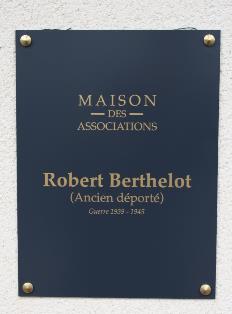 MAISON
DES
ASSOCIATIONS
Robert Berthelot
(Ancien déporté)
Guerre 1939 - 1945